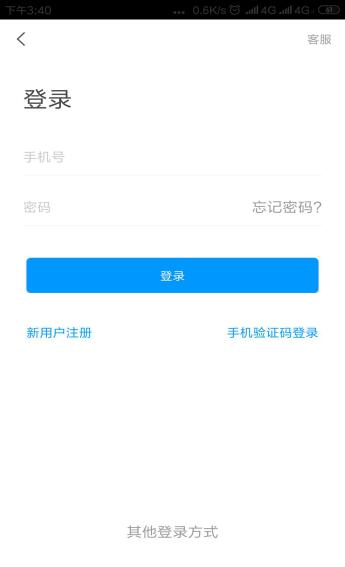 下午3:40 ... 0.6K/s 4G 4G 61
客服
登录
手机号
密码 忘记密码?
登录
新用户注册 手机验证码登录
其他登录方式